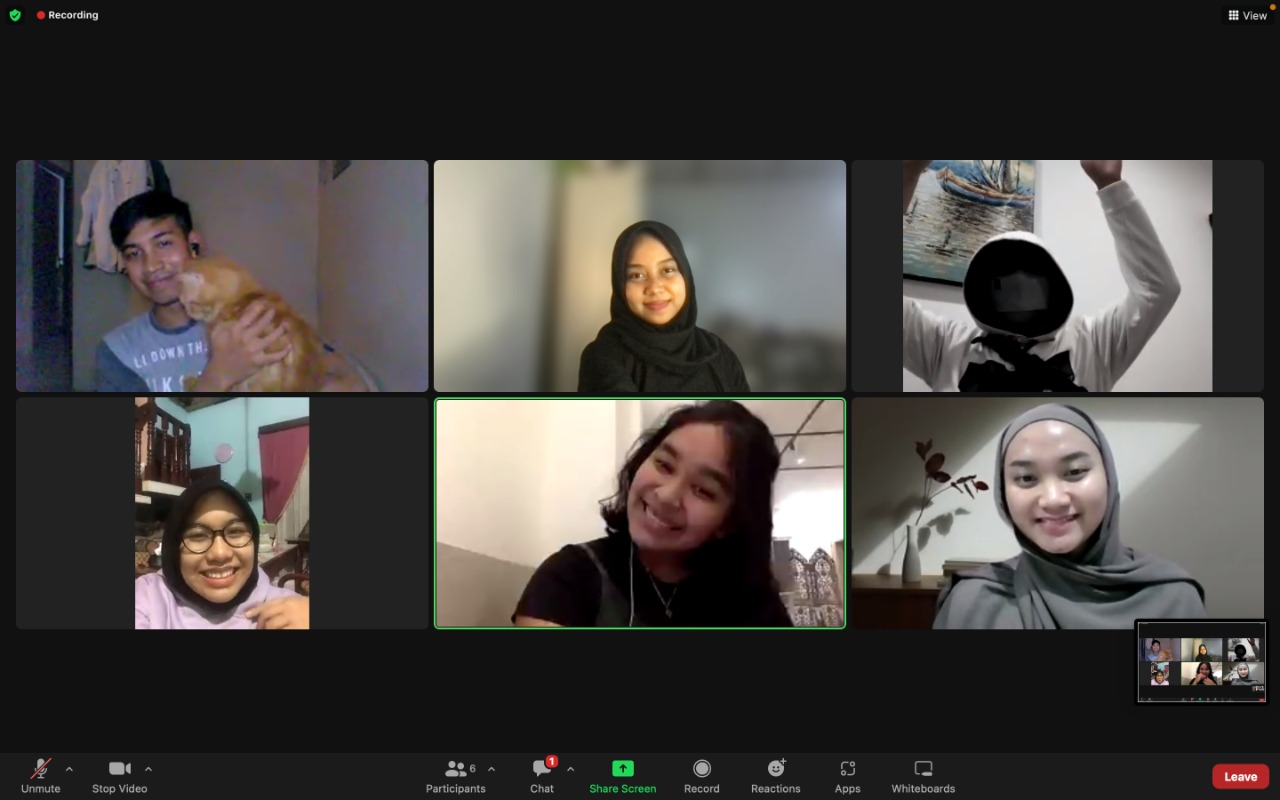 Recording
View
LL DOWN TH
Unmute
Stop Video
Participants
6
Chat
1
Share Screen
Record
Reactions
Apps
Whiteboards
Leave